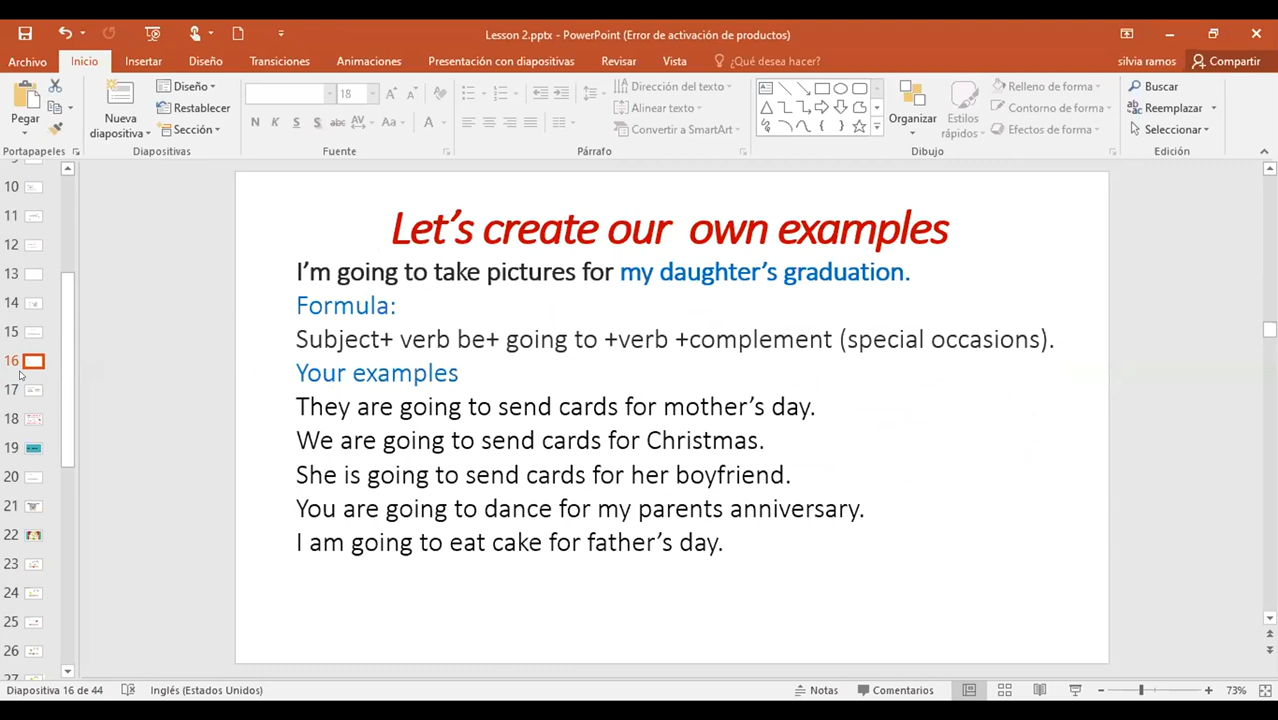 Lesson 2.pptx - PowerPoint (Error de activación de productos)
Archivo Inicio Insertar Diseño Transiciones Animaciones Presentación con diapositivas Revisar Vista ¿Qué desea hacer? silvia ramos Compartir
Pegar
Portapapeles
Nueva diapositiva
Diseño
Restablecer
Sección
Diapositivas
18
N K S S abc AV Aa A
Fuente
Dirección del texto
Alinear texto
Convertir a SmartArt
Párrafo
Organizar
Estilos rápidos
Relleno de forma
Contorno de forma
Efectos de forma
Dibujo
Buscar
Reemplazar
Seleccionar
Edición
10
11
12
13
14
15
16
17
18
19
20
21
22
23
24
25
26
27
Let’s create our own examples
I’m going to take pictures for my daughter’s graduation.
Formula:
Subject+ verb be+ going to +verb +complement (special occasions).
Your examples
They are going to send cards for mother’s day.
We are going to send cards for Christmas.
She is going to send cards for her boyfriend.
You are going to dance for my parents anniversary.
I am going to eat cake for father’s day.
Diapositiva 16 de 44 Inglés (Estados Unidos) Notas Comentarios 73%